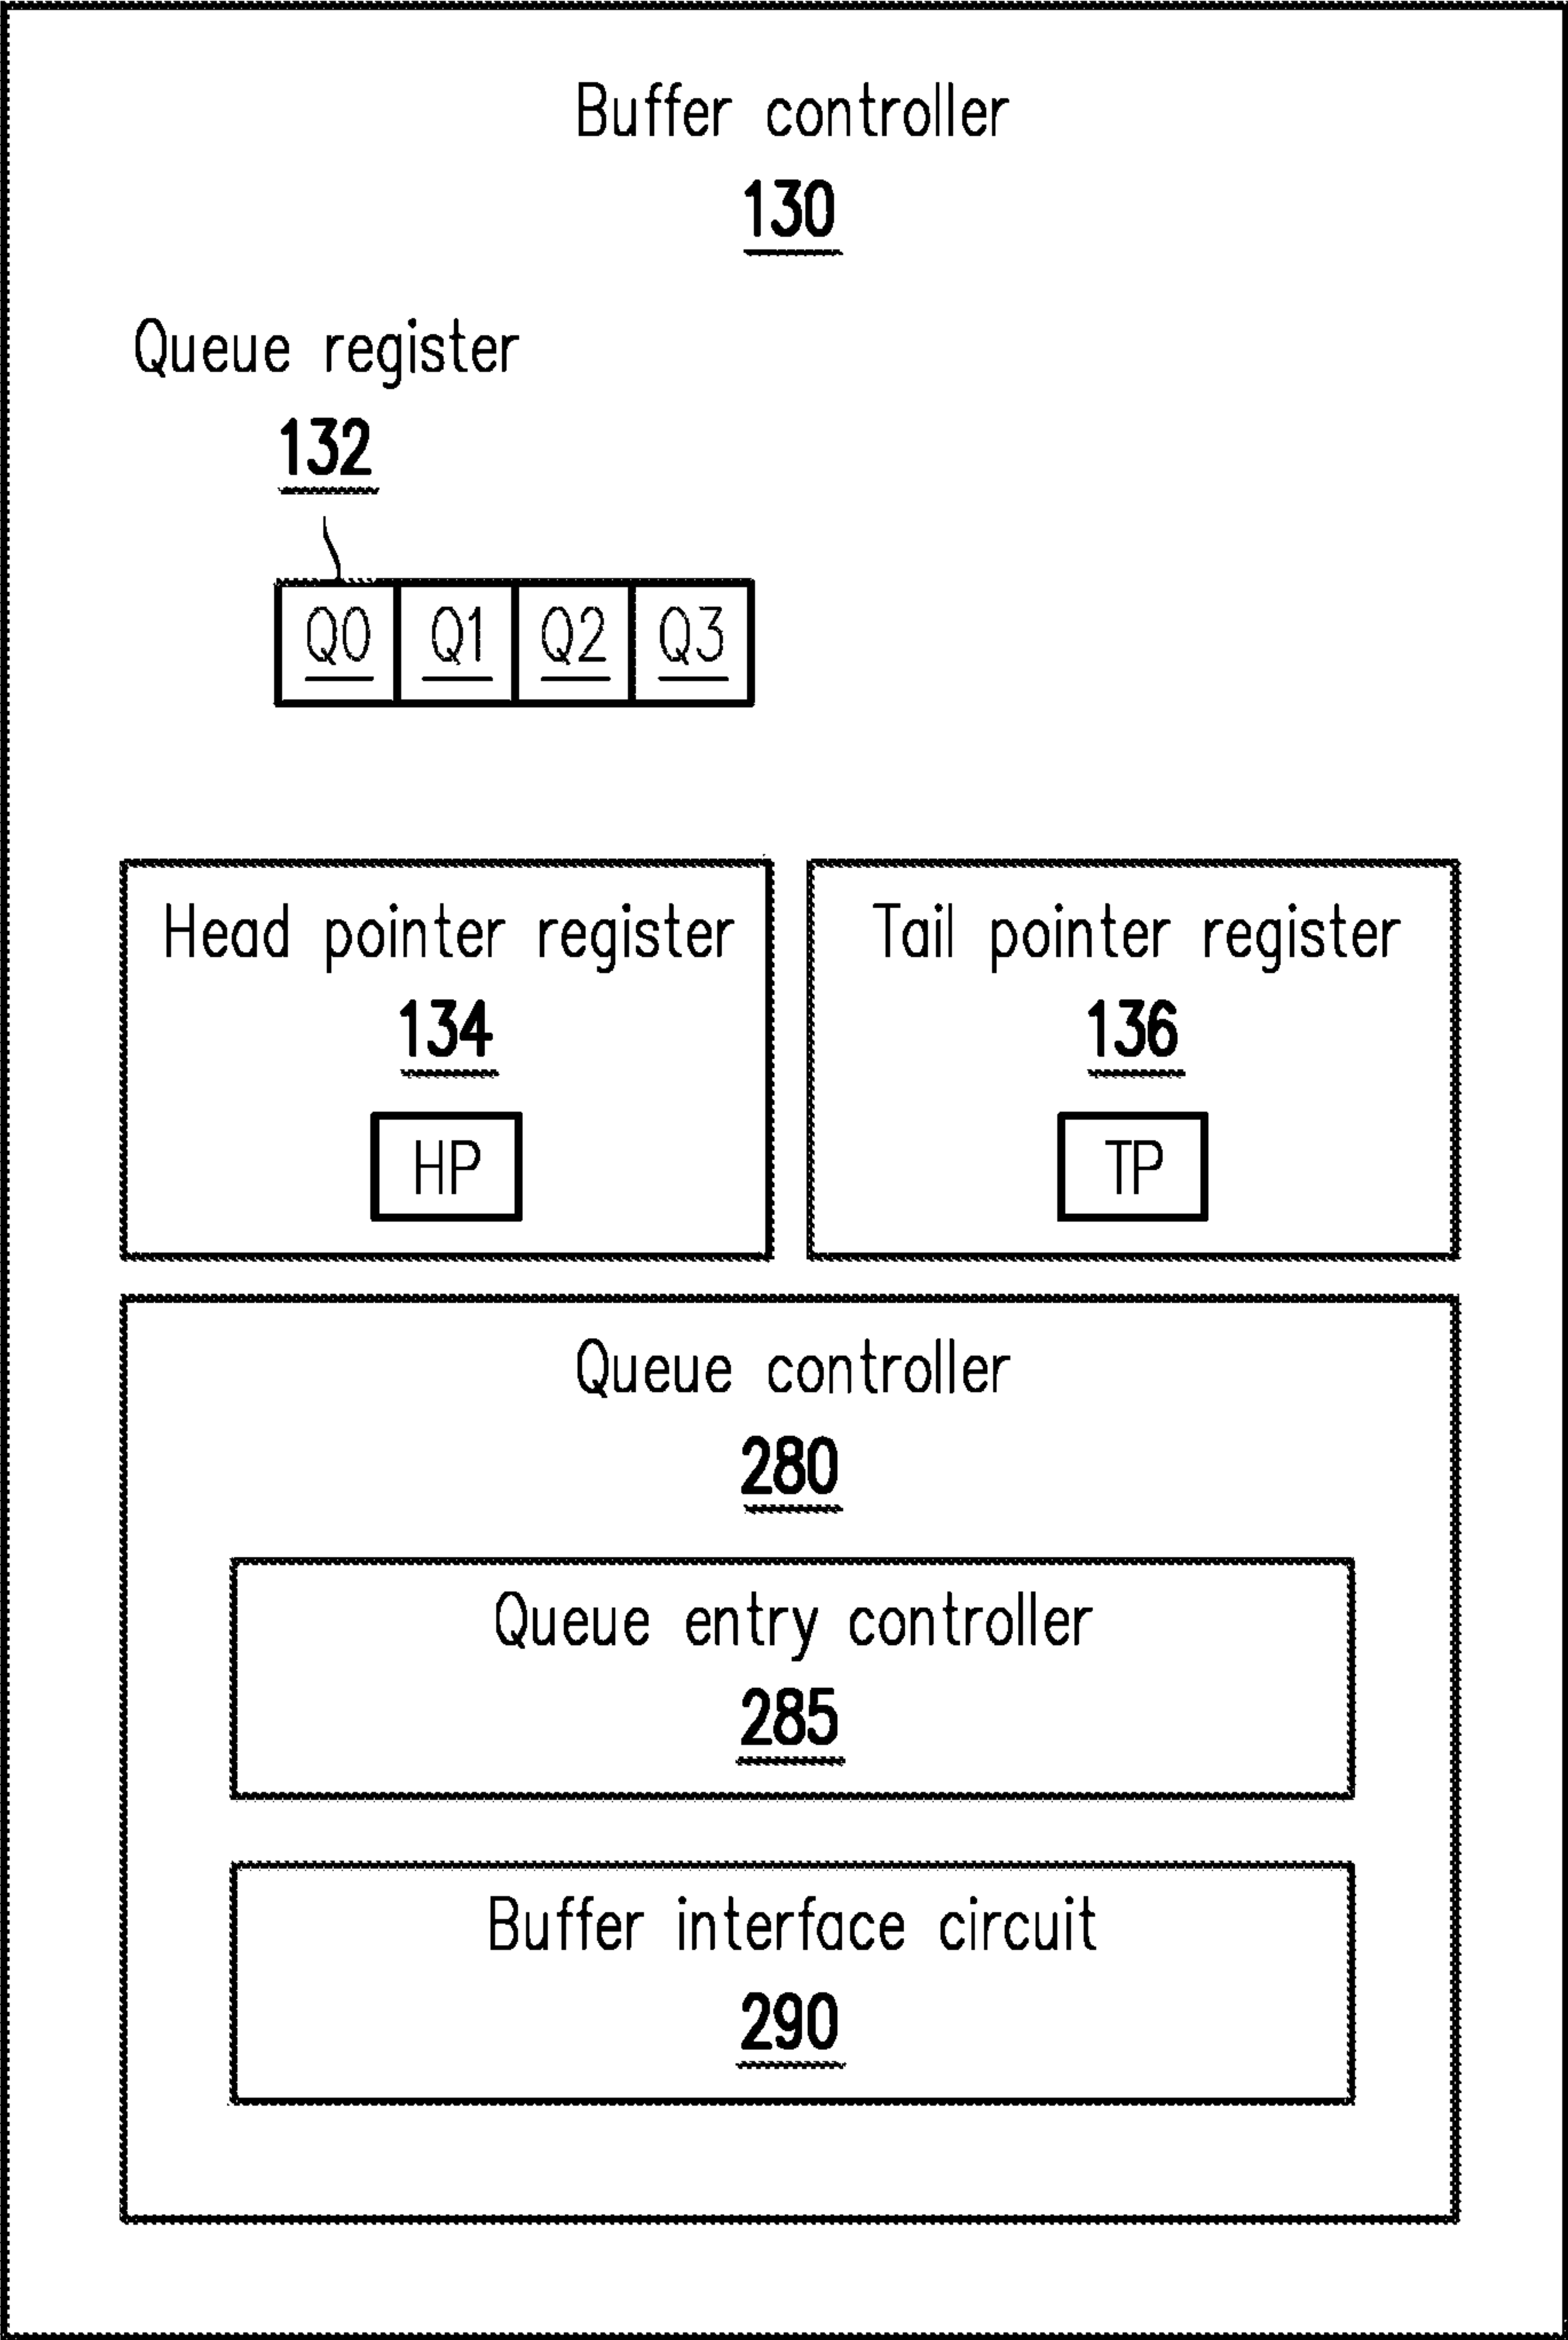 Buffer controller
130
Queue register
132
Q0 Q1 Q2 Q3
Head pointer register
134
HP
Tail pointer register
136
TP
Queue controller
280
Queue entry controller
285
Buffer interface circuit
290